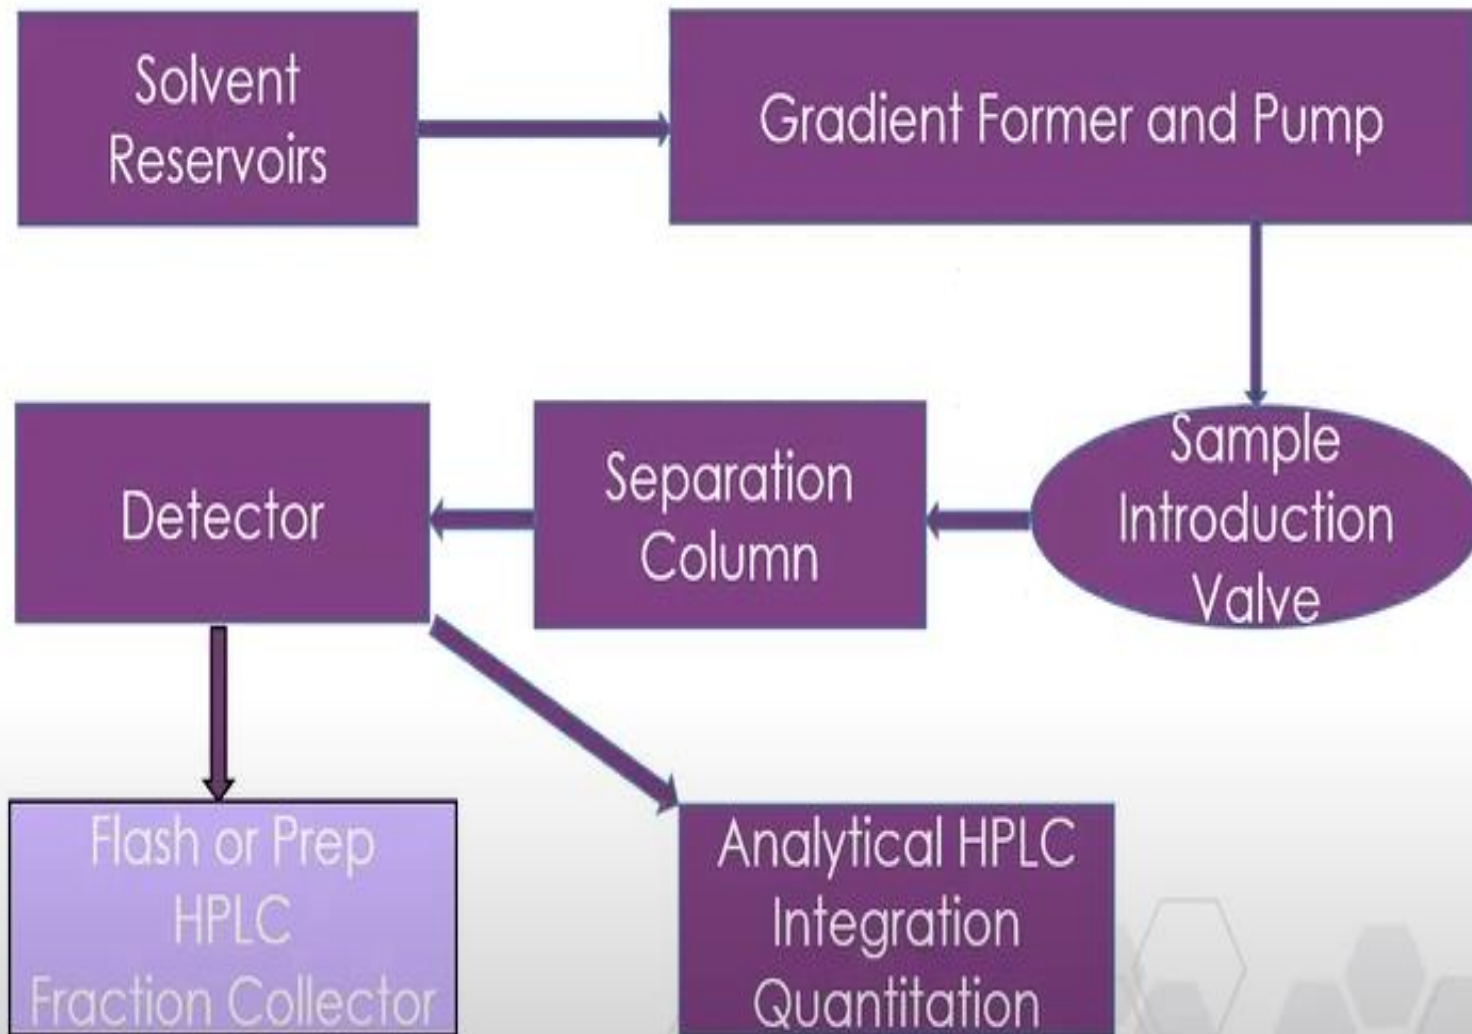 Solvent
Reservoirs
Gradient Former and Pump
Sample
Introduction
Valve
Separation
Column
Detector
Flash or Prep
HPLC
Fraction Collector
Analytical HPLC
Integration
Quantitation